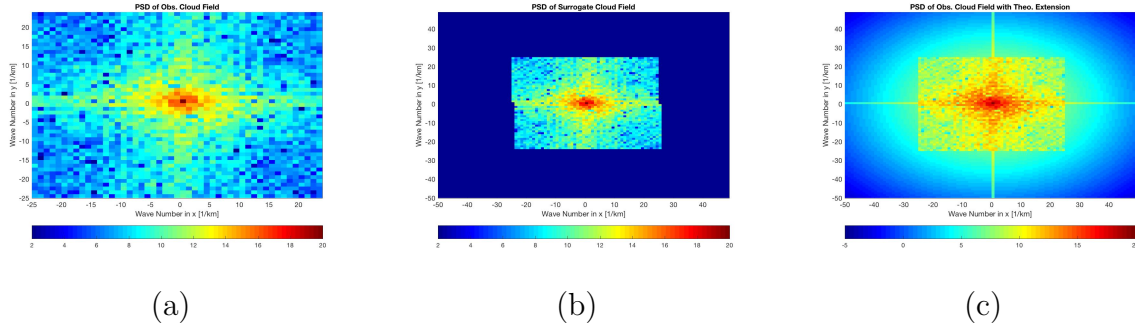 PSD of Obs. Cloud Field
Wave Number in y [1/km]
20
15
10
5
0
-5
-10
-15
-20
-25
-25 -20 -15 -10 -5 0 5 10 15 20
Wave Number in x [1/km]
2 4 6 8 10 12 14 16 18 20
(a)
PSD of Surrogate Cloud Field
Wave Number in y [1/km]
40
30
20
10
0
-10
-20
-30
-40
-50
-50 -40 -30 -20 -10 0 10 20 30 40
Wave Number in x [1/km]
2 4 6 8 10 12 14 16 18 20
(b)
PSD of Obs. Cloud Field with Theo. Extension
Wave Number in y [1/km]
40
30
20
10
0
-10
-20
-30
-40
-50
-50 -40 -30 -20 -10 0 10 20 30 40
Wave Number in x [1/km]
-5 0 5 10 15
(c)